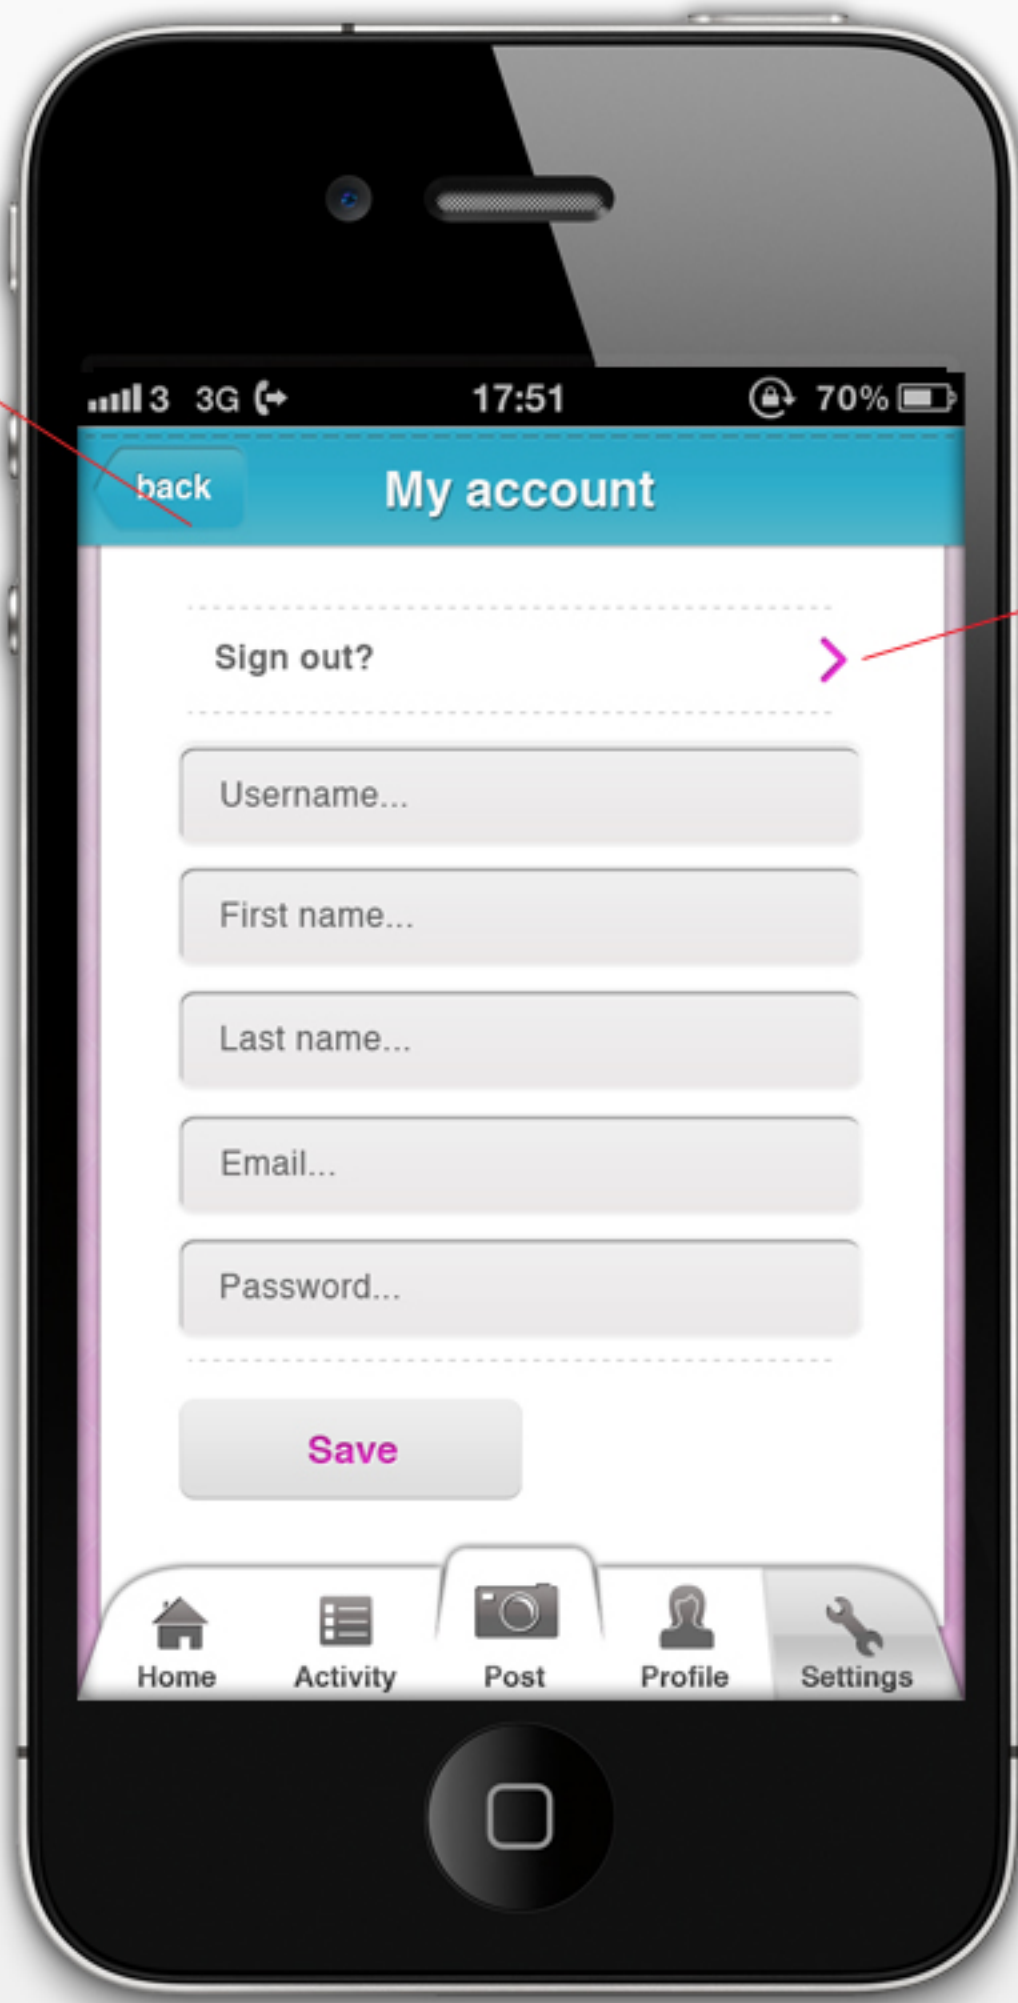 3 3G 17:51 70%
back My account
Sign out?
Username...
First name...
Last name...
Email...
Password...
Save
Home Activity Post Profile Settings